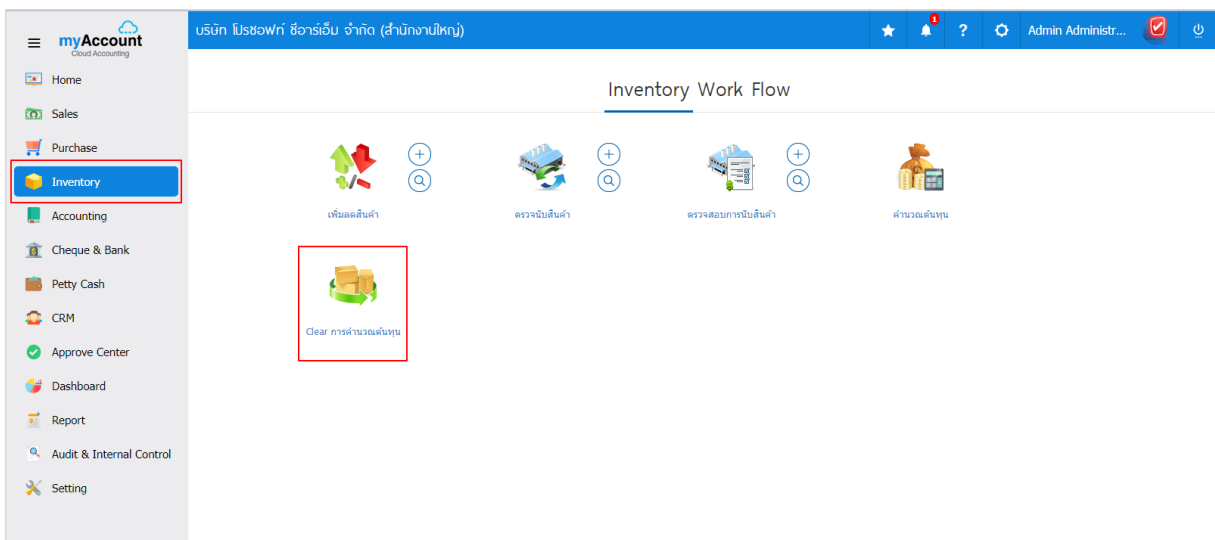 myAccount
Cloud Accounting
บริษัท โปรซอฟท์ ซีอาร์เอ็ม จำกัด (สำนักงานใหญ่)
1
?
Admin Administr...
Home
Sales
Purchase
Inventory
Accounting
Cheque & Bank
Petty Cash
CRM
Approve Center
Dashboard
Report
Audit & Internal Control
Setting
Inventory Work Flow
เพิ่มลดสินค้า
ตรวจนับสินค้า
ตรวจสอบการนับสินค้า
คำนวณต้นทุน
Clear การคำนวณต้นทุน